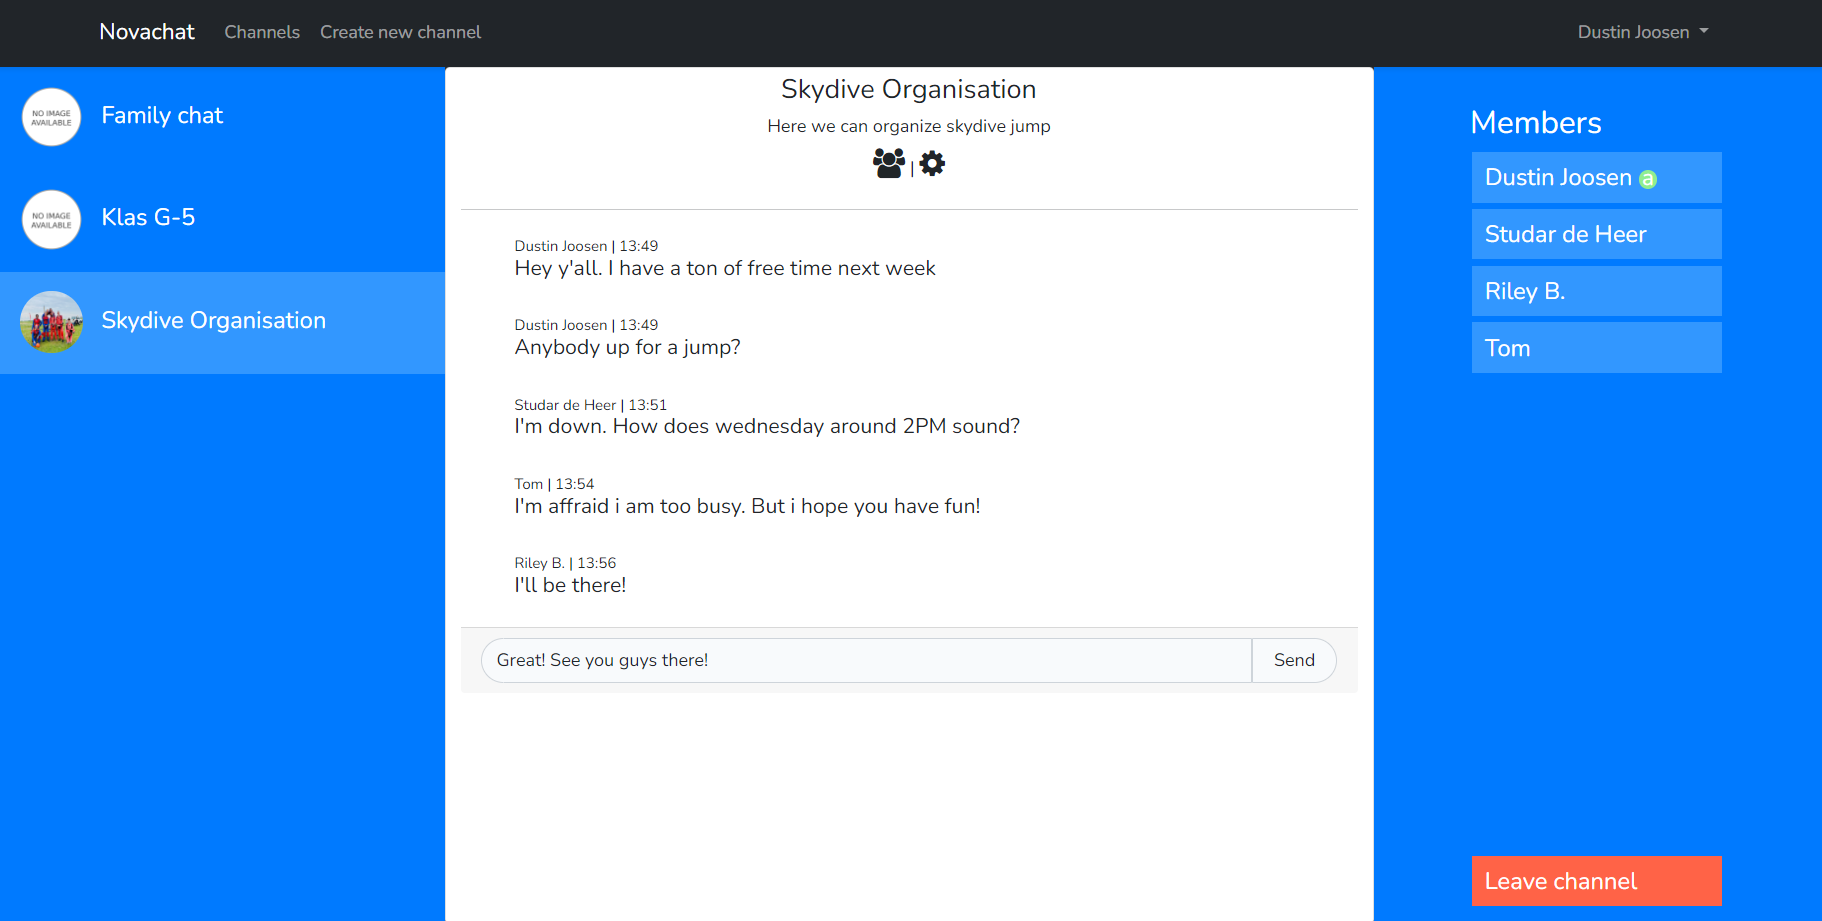 Novachat
Channels
Create new channel
Dustin Joosen
NO IMAGE
AVAILABLE
Family chat
NO IMAGE
AVAILABLE
Klas G-5
Skydive Organisation
Skydive Organisation
Here we can organize skydive jump
|
Dustin Joosen | 13:49
Hey y'all. I have a ton of free time next week
Dustin Joosen | 13:49
Anybody up for a jump?
Studar de Heer | 13:51
I'm down. How does wednesday around 2PM sound?
Tom | 13:54
I'm affraid i am too busy. But i hope you have fun!
Riley B. | 13:56
I'll be there!
Great! See you guys there!
Send
Members
Dustin Joosen a
Studar de Heer
Riley B.
Tom
Leave channel